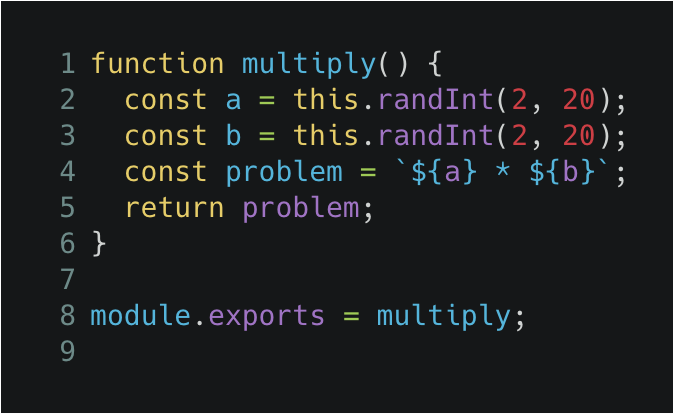 1 function multiply() {
2   const a = this.randInt(2, 20);
3   const b = this.randInt(2, 20);
4   const problem = `${a} * ${b}`;
5   return problem;
6 }
7
8 module.exports = multiply;
9